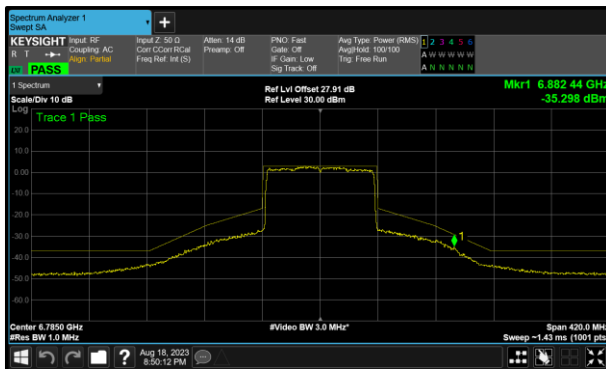 Spectrum Analyzer 1
Swept SA
+
KEYSIGHT
R T
PASS
Input: RF
Coupling: AC
Align: Partial
Input Z: 50 Ω
Corr CCorr RCal
Freq Ref: Int (S)
Atten: 14 dB
Preamp: Off
PNO: Fast
Gate: Off
IF Gain: Low
Sig Track: Off
Avg Type: Power (RMS)
Avg|Hold: 100/100
Trig: Free Run
1 2 3 4 5 6
A W W W W W
A N N N N N
1 Spectrum
Scale/Div 10 dB
Ref Lvl Offset 27.91 dB
Ref Level 30.00 dBm
Mkr1 6.882 44 GHz
-35.298 dBm
Log
Trace 1 Pass
20.0
10.0
0.00
-10.0
-20.0
-30.0
-40.0
-50.0
-60.0
1
Center 6.7850 GHz
#Res BW 1.0 MHz
#Video BW 3.0 MHz*
Span 420.0 MHz
Sweep ~1.43 ms (1001 pts)
?
Aug 18, 2023
8:50:12 PM